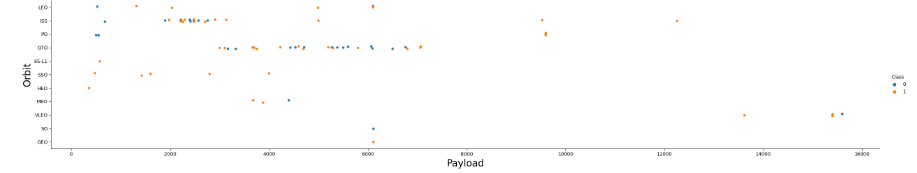 LEO
ISS
PO
GTO
ES-L1
SSO
HEO
MEO
VLEO
SO
GEO
Orbit
0
2000
4000
6000
8000
10000
12000
14000
16000
Payload
Class
0
1